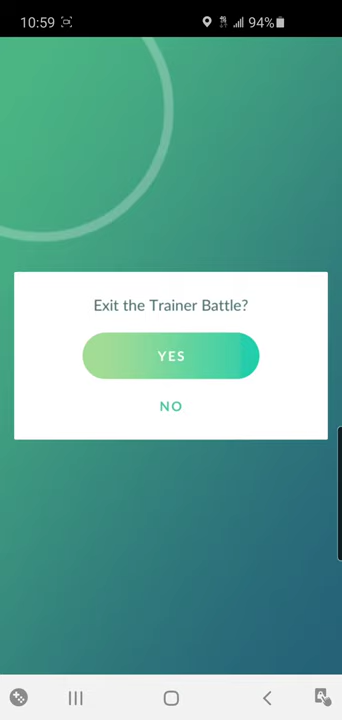 10:59 94%
Exit the Trainer Battle?
YES
NO